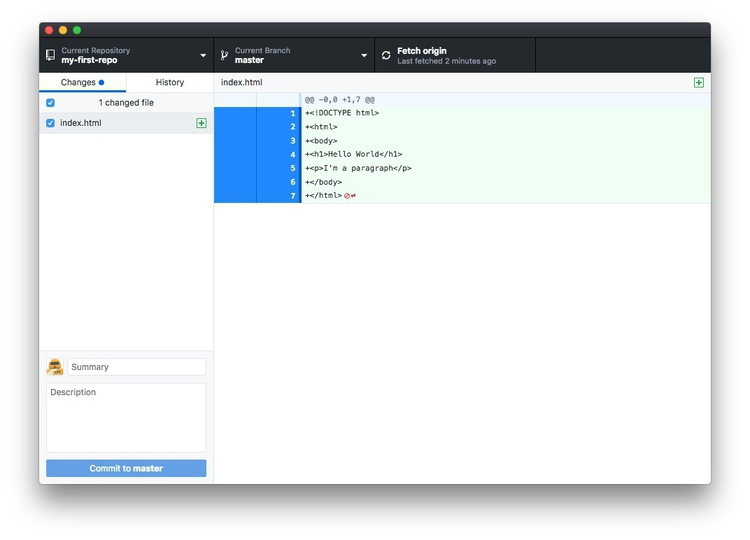 Current Repository
my-first-repo
Current Branch
master
Fetch origin
Last fetched 2 minutes ago
Changes
History
index.html
1 changed file
index.html
@@ -0,0 +1,7 @@
1 +<!DOCTYPE html>
2 +<html>
3 +<body>
4 +<h1>Hello World</h1>
5 +<p>I'm a paragraph</p>
6 +</body>
7 +</html>
Summary
Description
Commit to master